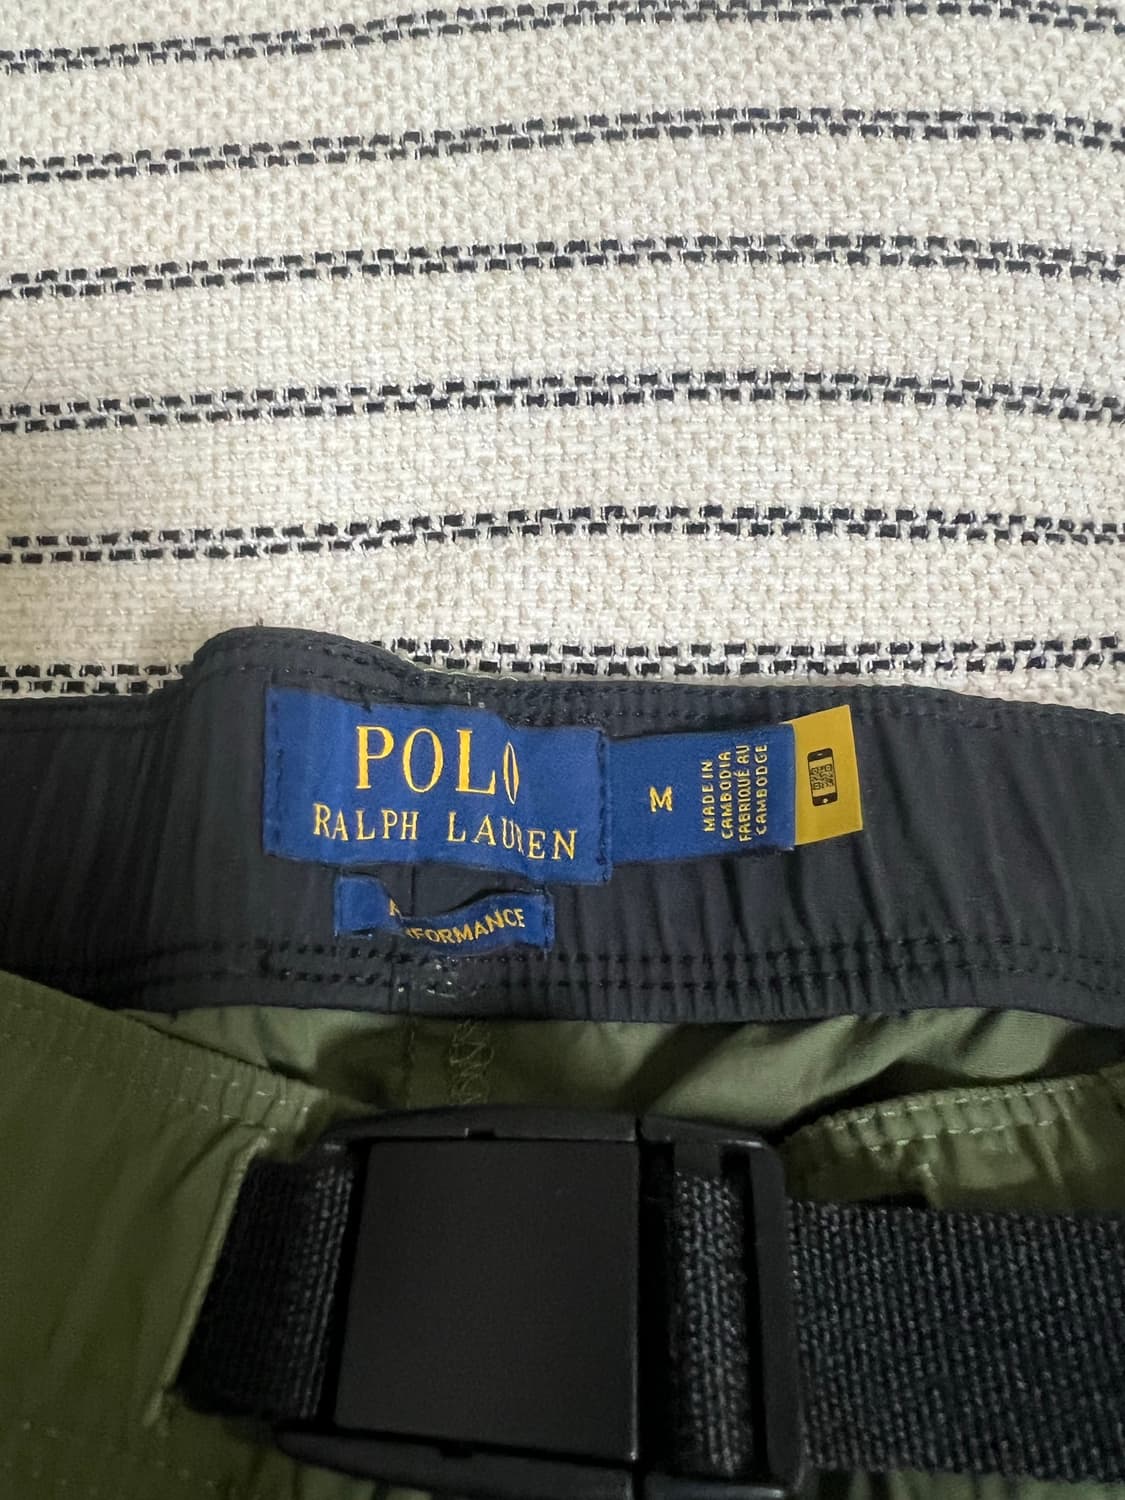 POLO
RALPH LAUREN
M
MADE IN
CAMBODIA
FABRIQUÉ AU
CAMBODGE